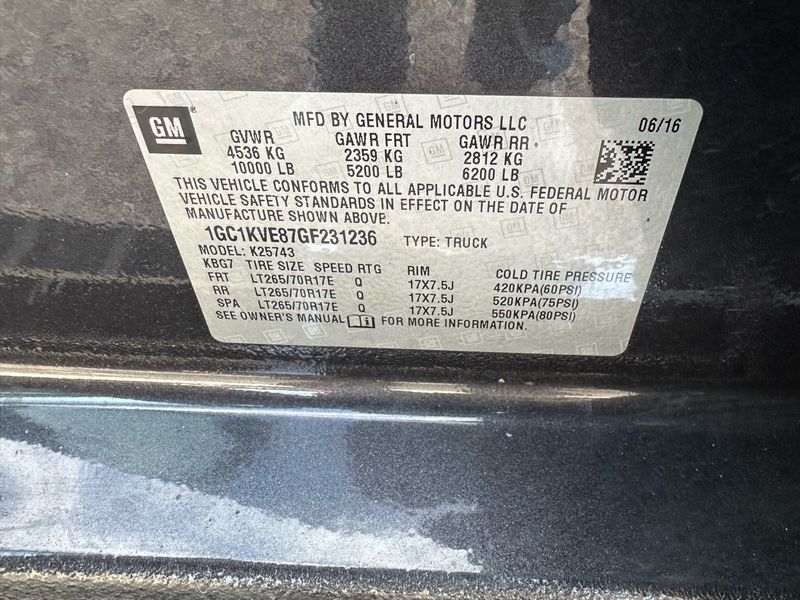 GM
MFD BY GENERAL MOTORS LLC 06/16
GVWR GAWR FRT GAWR RR
4536 KG 2359 KG 2812 KG
10000 LB 5200 LB 6200 LB
THIS VEHICLE CONFORMS TO ALL APPLICABLE U.S. FEDERAL MOTOR
VEHICLE SAFETY STANDARDS IN EFFECT ON THE DATE OF
MANUFACTURE SHOWN ABOVE.
1GC1KVE87GF231236 TYPE: TRUCK
MODEL: K25743
KBG7 TIRE SIZE SPEED RTG RIM COLD TIRE PRESSURE
FRT LT265/70R17E Q 17X7.5J 420KPA(60PSI)
RR LT265/70R17E Q 17X7.5J 520KPA(75PSI)
SPA LT265/70R17E Q 17X7.5J 550KPA(80PSI)
SEE OWNER'S MANUAL FOR MORE INFORMATION.